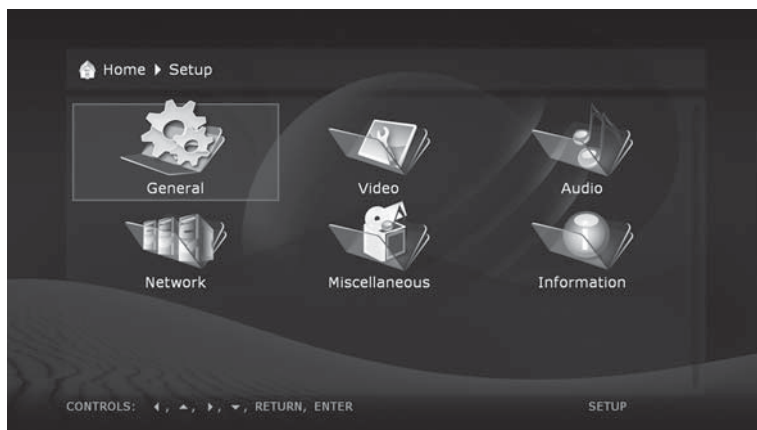 Home ▸ Setup
General Video Audio
Network Miscellaneous Information
CONTROLS: ◂, ▴, ▸, ▾, RETURN, ENTER SETUP